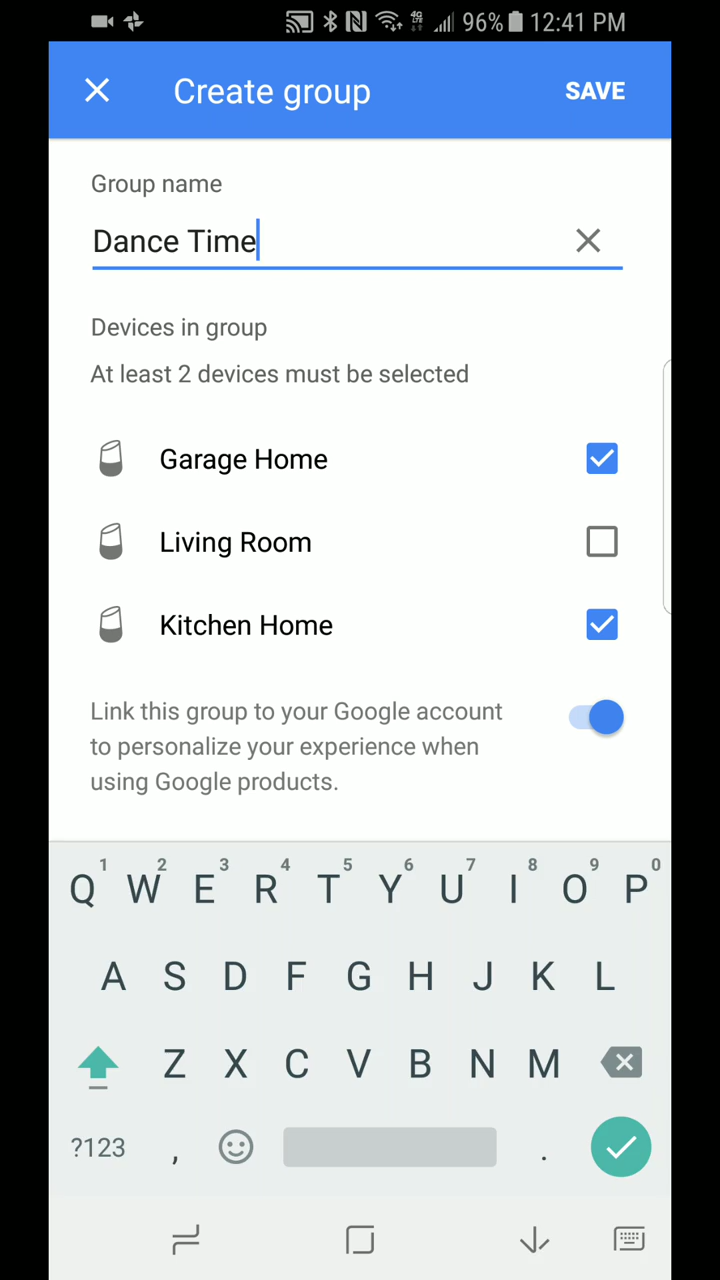 4G LTE 96% 12:41 PM
Create group SAVE
Group name
Dance Time
Devices in group
At least 2 devices must be selected
Garage Home
Living Room
Kitchen Home
Link this group to your Google account
to personalize your experience when
using Google products.
1 2 3 4 5 6 7 8 9 0
Q W E R T Y U I O P
A S D F G H J K L
Z X C V B N M
?123 , .